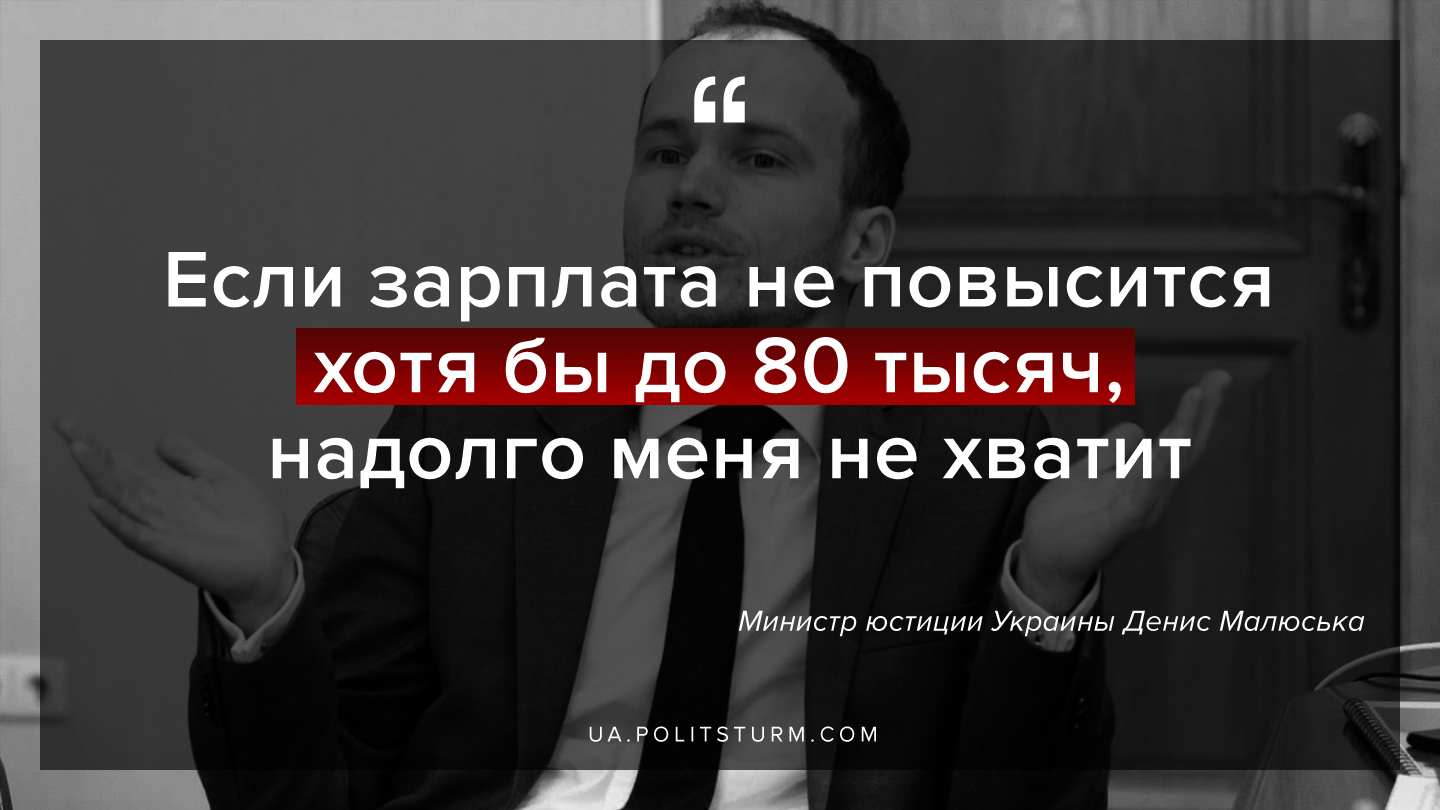 “
Если зарплата не повысится
хотя бы до 80 тысяч,
надолго меня не хватит
Министр юстиции Украины Денис Малюська
UA.POLITSTURM.COM